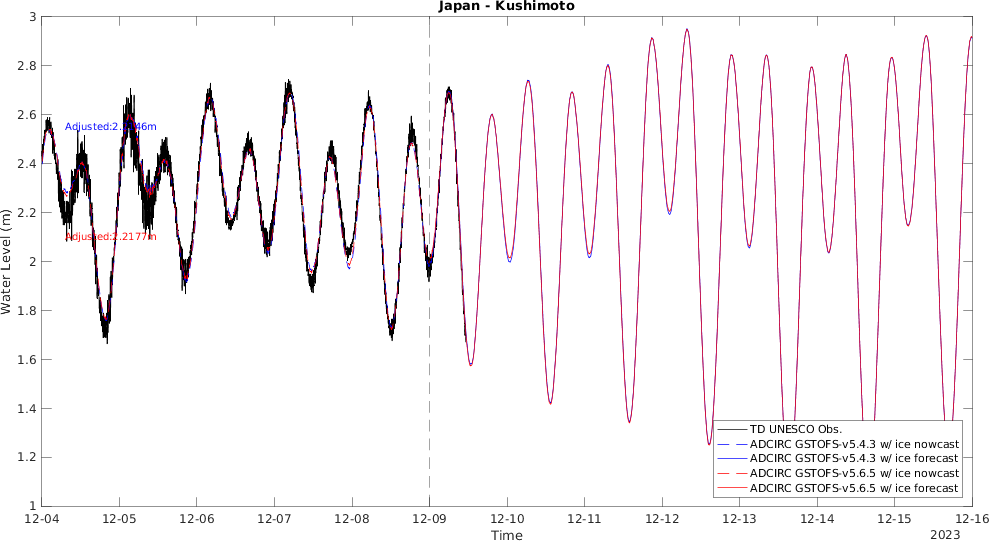 Japan - Kushimoto
Water Level (m)
3
2.8
2.6
2.4
2.2
2
1.8
1.6
1.4
1.2
1
Adjusted:2.2177m
TD UNESCO Obs.
ADCIRC GSTOFS-v5.4.3 w/ ice nowcast
ADCIRC GSTOFS-v5.4.3 w/ ice forecast
ADCIRC GSTOFS-v5.6.5 w/ ice nowcast
ADCIRC GSTOFS-v5.6.5 w/ ice forecast
12-04 12-05 12-06 12-07 12-08 12-09 12-10 12-11 12-12 12-13 12-14 12-15 12-16
Time
2023